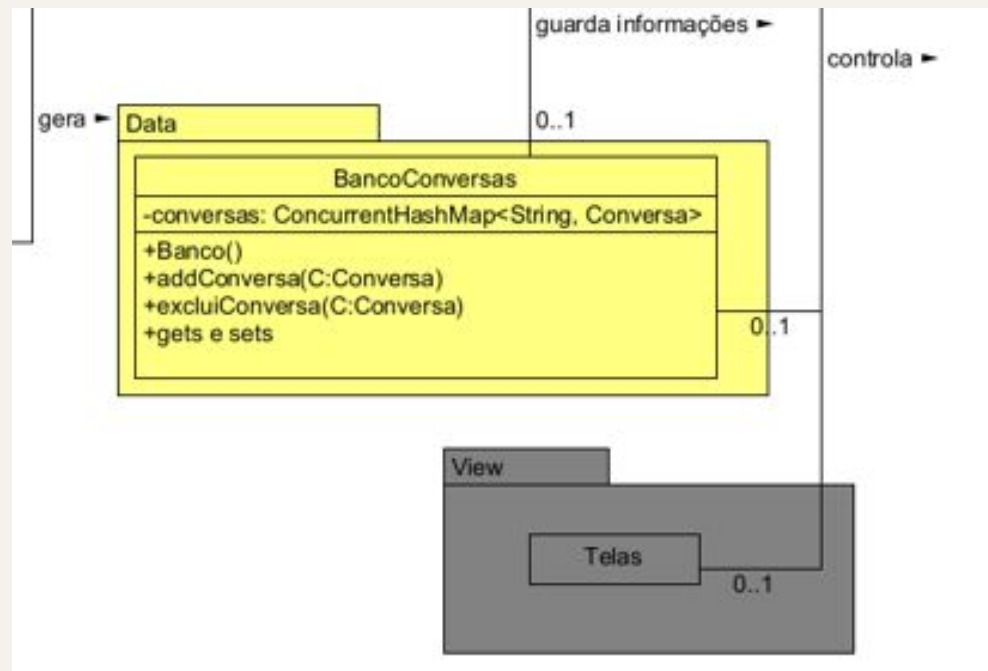 guarda informações ►
controla ►
gera ►
Data
0..1
BancoConversas
-conversas: ConcurrentHashMap<String, Conversa>
+Banco()
+addConversa(C:Conversa)
+excluiConversa(C:Conversa)
+gets e sets
0..1
View
Telas
0..1